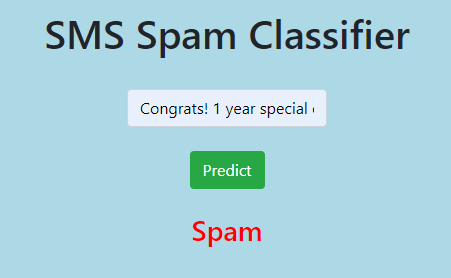 SMS Spam Classifier
Congrats! 1 year special
Predict
Spam